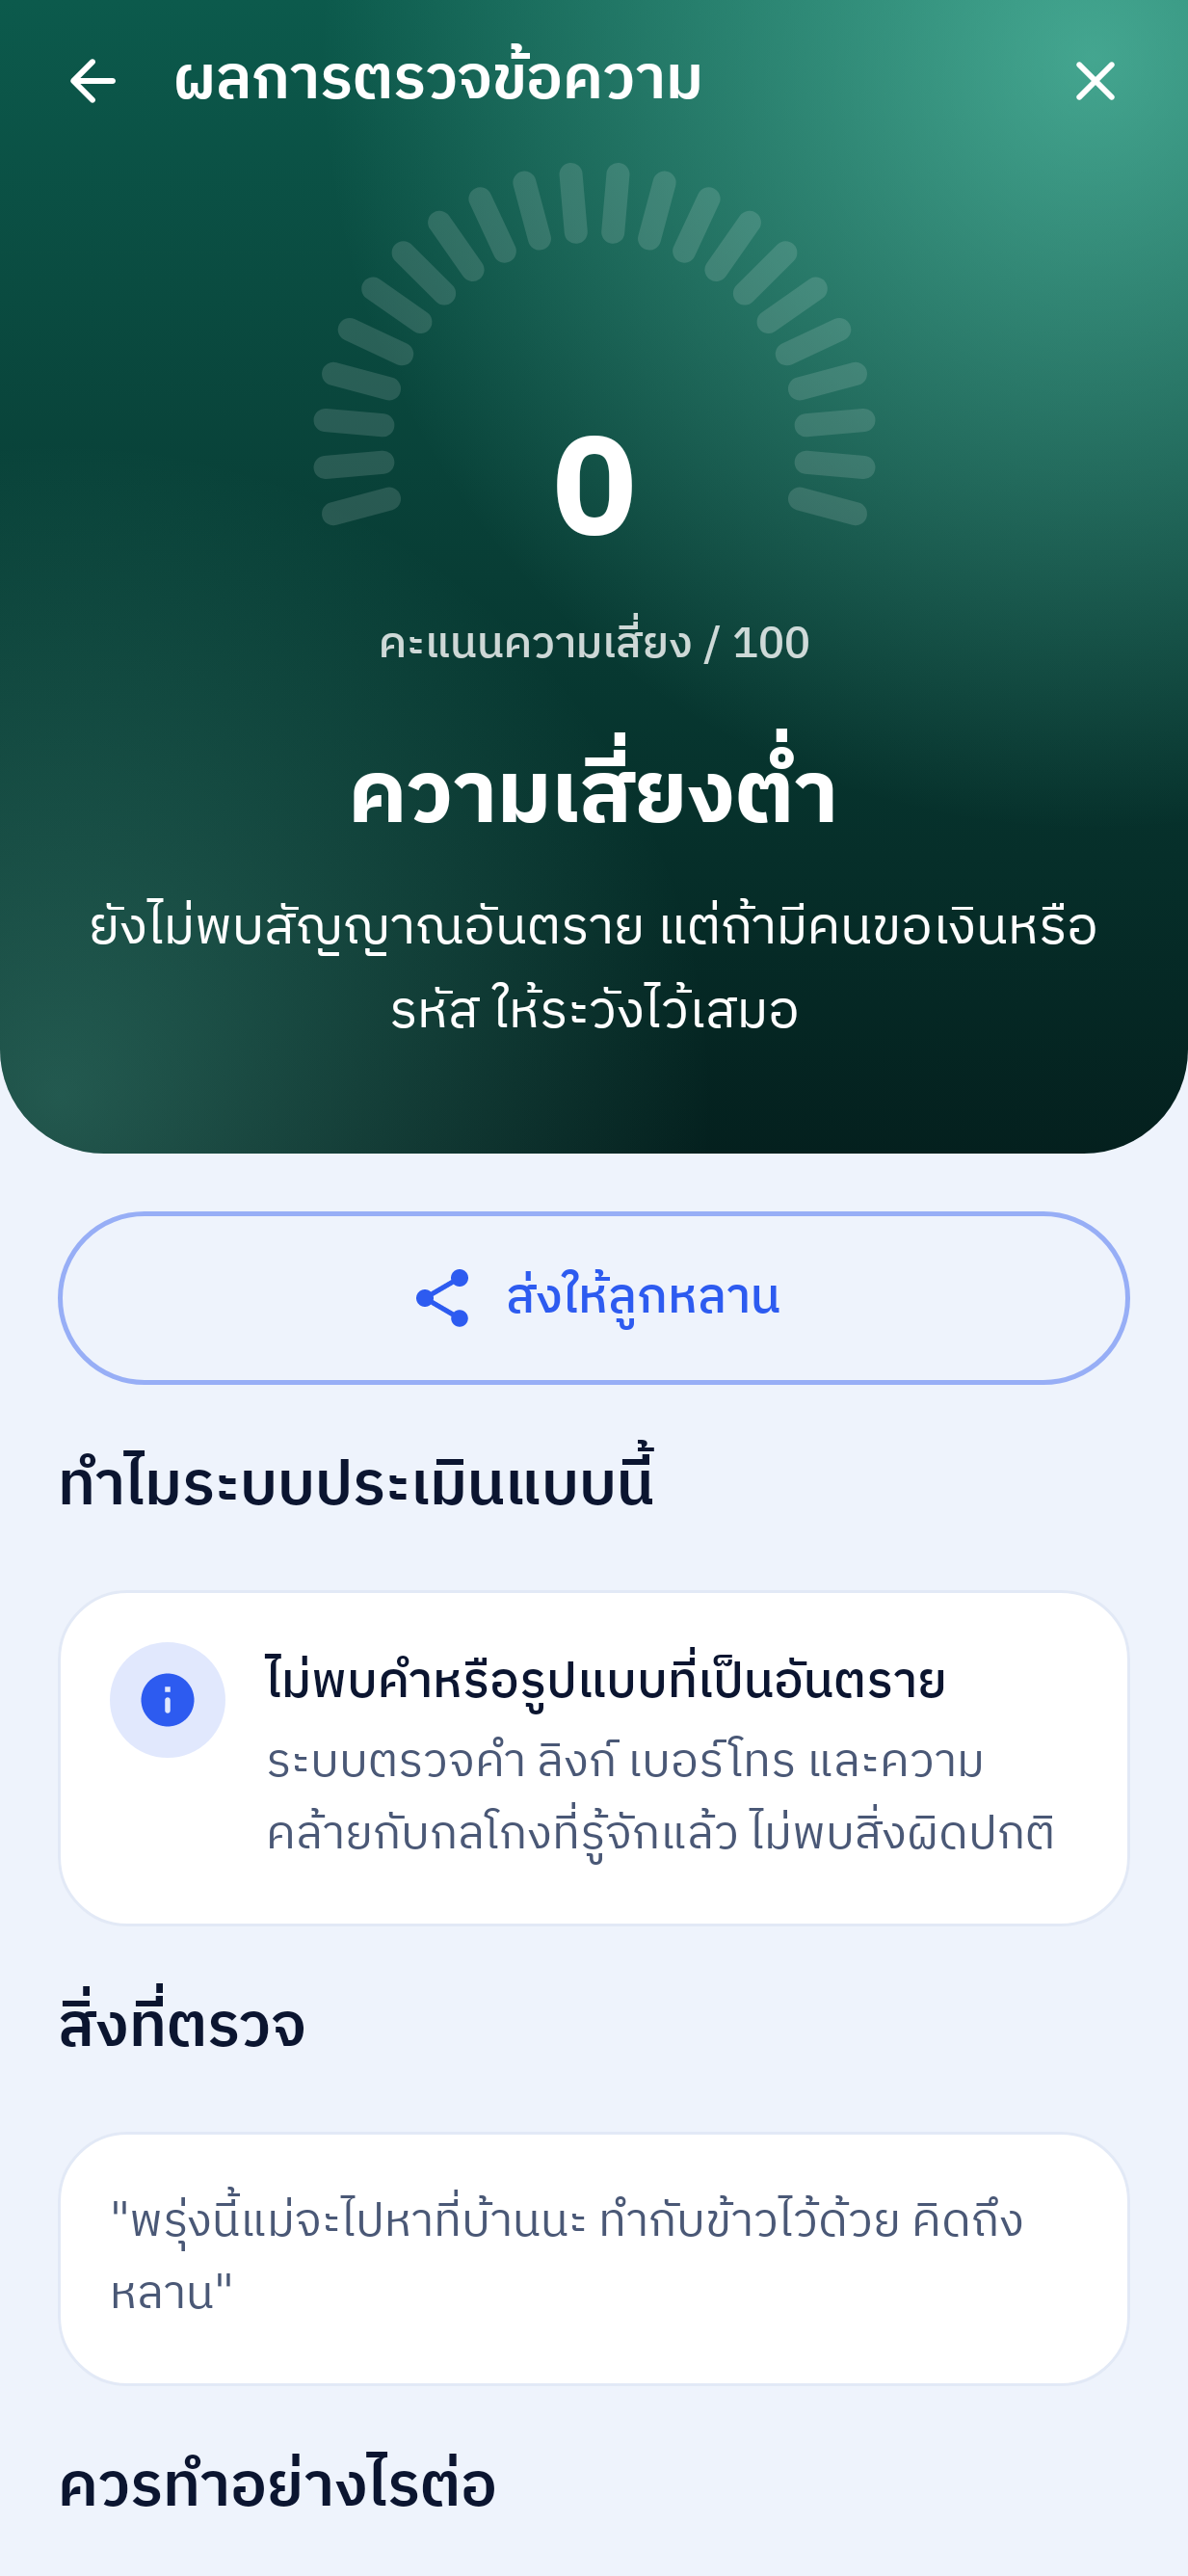 ผลการตรวจข้อความ
0
คะแนนความเสี่ยง / 100
ความเสี่ยงต่ำ
ยังไม่พบสัญญาณอันตราย แต่ถ้ามีคนขอเงินหรือ
รหัส ให้ระวังไว้เสมอ
ส่งให้ลูกหลาน
ทำไมระบบประเมินแบบนี้
ไม่พบคำหรือรูปแบบที่เป็นอันตราย
ระบบตรวจคำ ลิงก์ เบอร์โทร และความ
คล้ายกับกลโกงที่รู้จักแล้ว ไม่พบสิ่งผิดปกติ
สิ่งที่ตรวจ
"พรุ่งนี้แม่จะไปหาที่บ้านนะ ทำกับข้าวไว้ด้วย คิดถึง
หลาน"
ควรทำอย่างไรต่อ